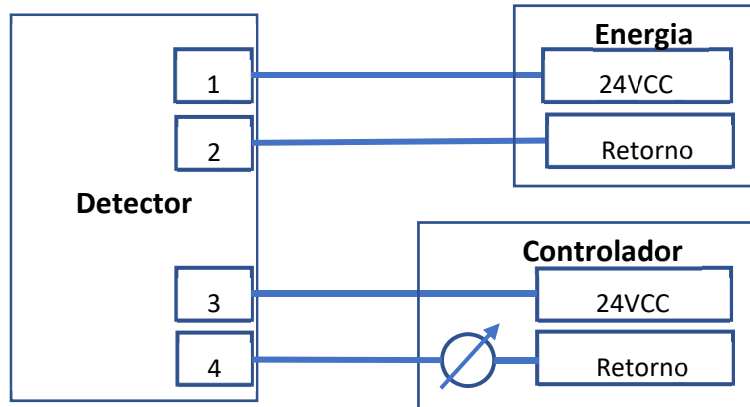 Energia
1
24VCC
2
Retorno
Detector
Controlador
3
24VCC
4
Retorno